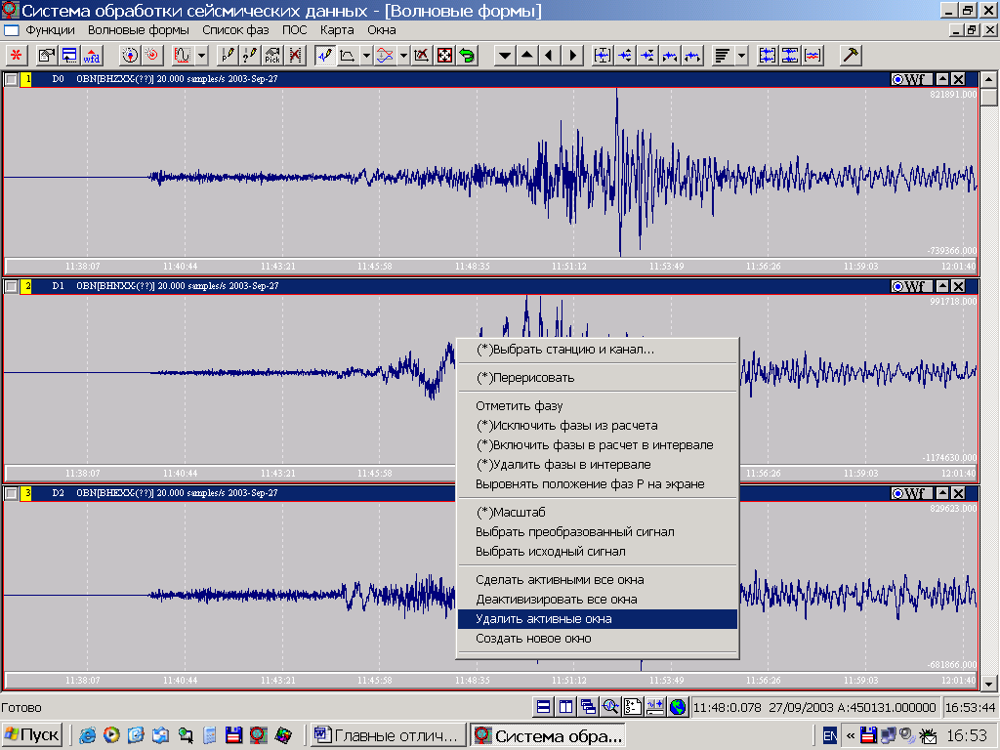 Система обработки сейсмических данных - [Волновые формы]
Функции Волновые формы Список фаз ПОС Карта Окна
wfa P ? Pick
1 D0 OBN[BHZXX-(??)] 20.000 samples/s 2003-Sep-27 Wf
821891.000
-739366.000
11:38:07 11:40:44 11:43:21 11:45:58 11:48:35 11:51:12 11:53:49 11:56:26 11:59:03 12:01:40
2 D1 OBN[BHNXX-(??)] 20.000 samples/s 2003-Sep-27 Wf
991718.000
-1174630.000
11:38:07 11:40:44 11:43:21 11:45:58 11:56:26 11:59:03 12:01:40
3 D2 OBN[BHEXX-(??)] 20.000 samples/s 2003-Sep-27 Wf
829623.000
-681866.000
11:38:07 11:40:44 11:43:21 11:45:58 11:48:35 11:51:12 11:53:49 11:56:26 11:59:03 12:01:40
(*)Выбрать станцию и канал...
(*)Перерисовать
Отметить фазу
(*)Исключить фазы из расчета
(*)Включить фазы в расчет в интервале
(*)Удалить фазы в интервале
Выровнять положение фаз P на экране
(*)Масштаб
Выбрать преобразованный сигнал
Выбрать исходный сигнал
Сделать активными все окна
Деактивизировать все окна
Удалить активные окна
Создать новое окно
Готово 11:48:0.078 27/09/2003 A:450131.000000 16:53:44
Пуск Главные отлич... Система обра... EN « 16:53